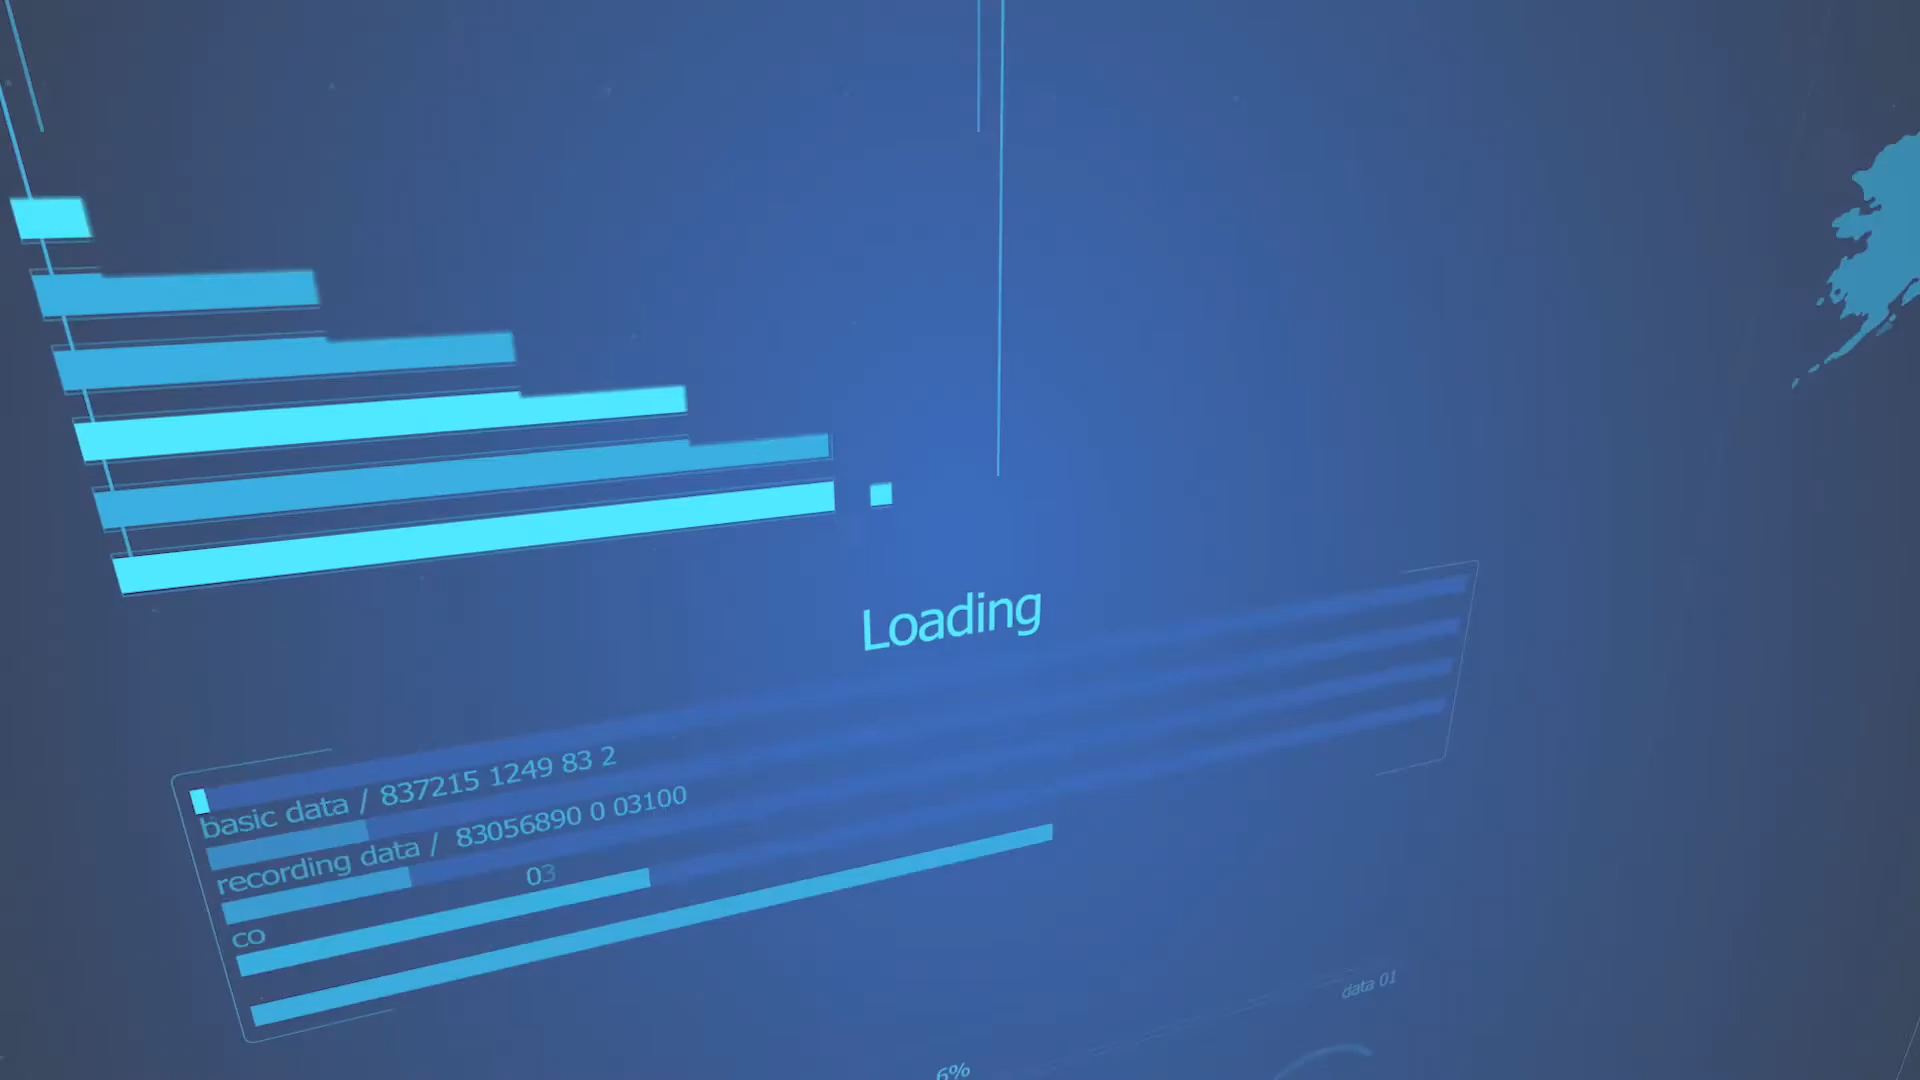 Loading
basic data / 837215 1249 83 2
recording data / 83056890 0 03100
03
co
data 01
6%